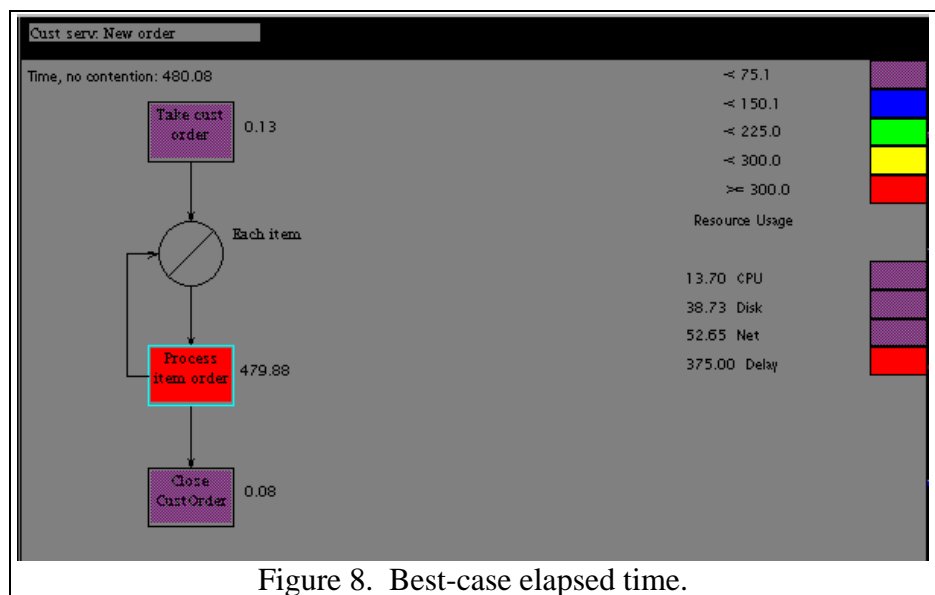 Cust serv: New order
Time, no contention: 480.08
Take cust
order
0.13
Each item
Process
item order
479.88
Close
CustOrder
0.08
< 75.1
< 150.1
< 225.0
< 300.0
>= 300.0
Resource Usage
13.70 CPU
38.73 Disk
52.65 Net
375.00 Delay
Figure 8. Best-case elapsed time.